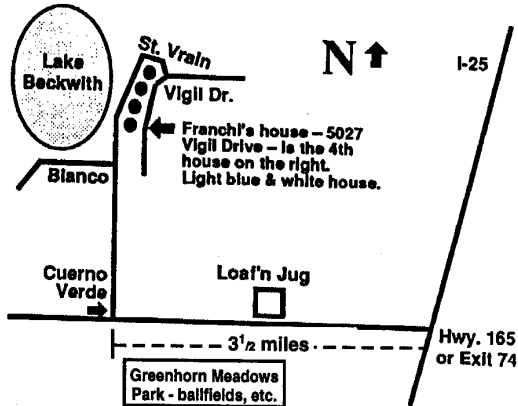 St. Vrain
N
Lake
Beckwith
I-25
Vigil Dr.
Franchi's house – 5027
Vigil Drive – is the 4th
house on the right.
Light blue & white house.
Blanco
Cuerno
Verde
Loaf'n Jug
3 1/2 miles
Hwy. 165
or Exit 74
Greenhorn Meadows
Park - ballfields, etc.